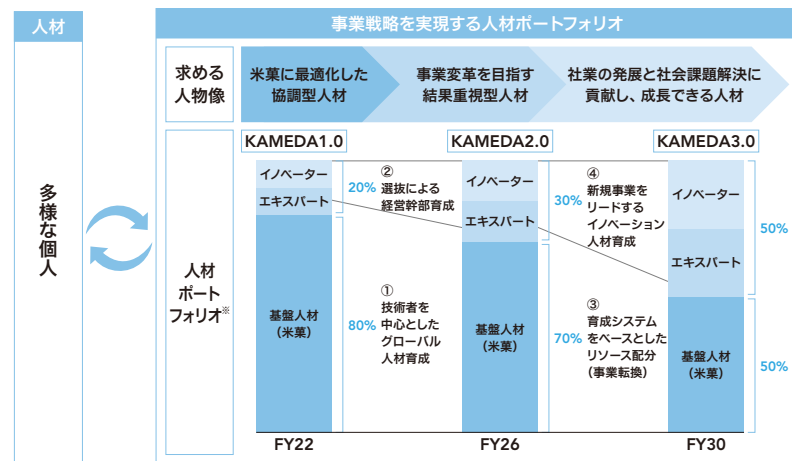 人材
事業戦略を実現する人材ポートフォリオ
多様な個人
求める
人物像
米菓に最適化した
協調型人材
事業変革を目指す
結果重視型人材
社業の発展と社会課題解決に
貢献し、成長できる人材
人材
ポート
フォリオ※
KAMEDA1.0
KAMEDA2.0
KAMEDA3.0
イノベーター
エキスパート
基盤人材
(米菓)
20%
80%
②
選抜による
経営幹部育成
①
技術者を
中心とした
グローバル
人材育成
イノベーター
エキスパート
基盤人材
(米菓)
30%
70%
④
新規事業を
リードする
イノベーション
人材育成
③
育成システム
をベースとした
リソース配分
(事業転換)
イノベーター
エキスパート
基盤人材
(米菓)
50%
50%
FY22
FY26
FY30